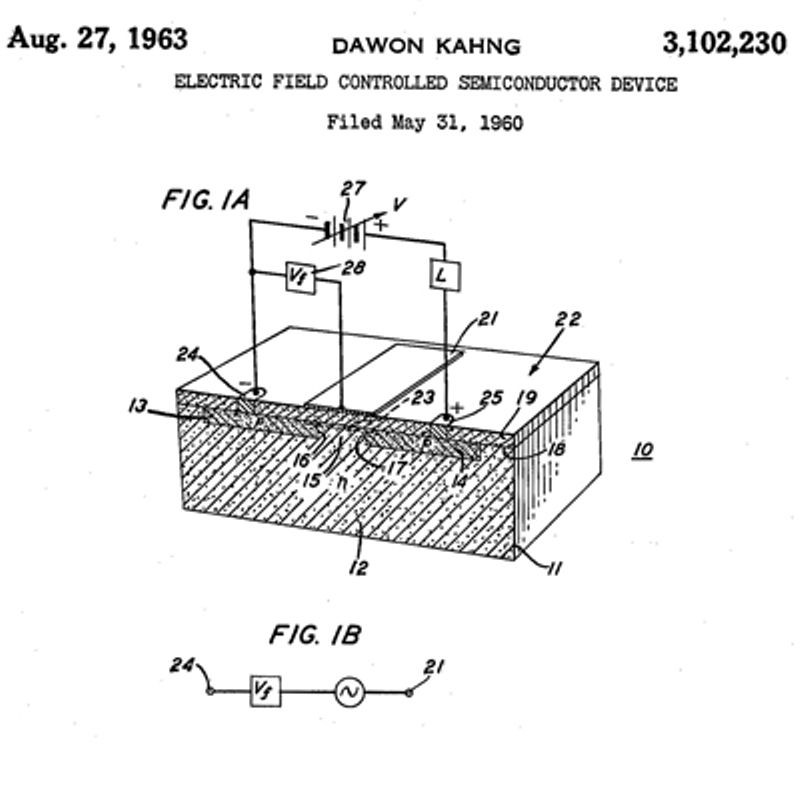 Aug. 27, 1963 DAWON KAHNG 3,102,230
ELECTRIC FIELD CONTROLLED SEMICONDUCTOR DEVICE
Filed May 31, 1960
FIG. 1A
27
− + V
Vf 28
L
21
22
24
−
13
23
+ 25
19
16
15
17
14
18
10
n
12
11
FIG. 1B
24
Vf
21